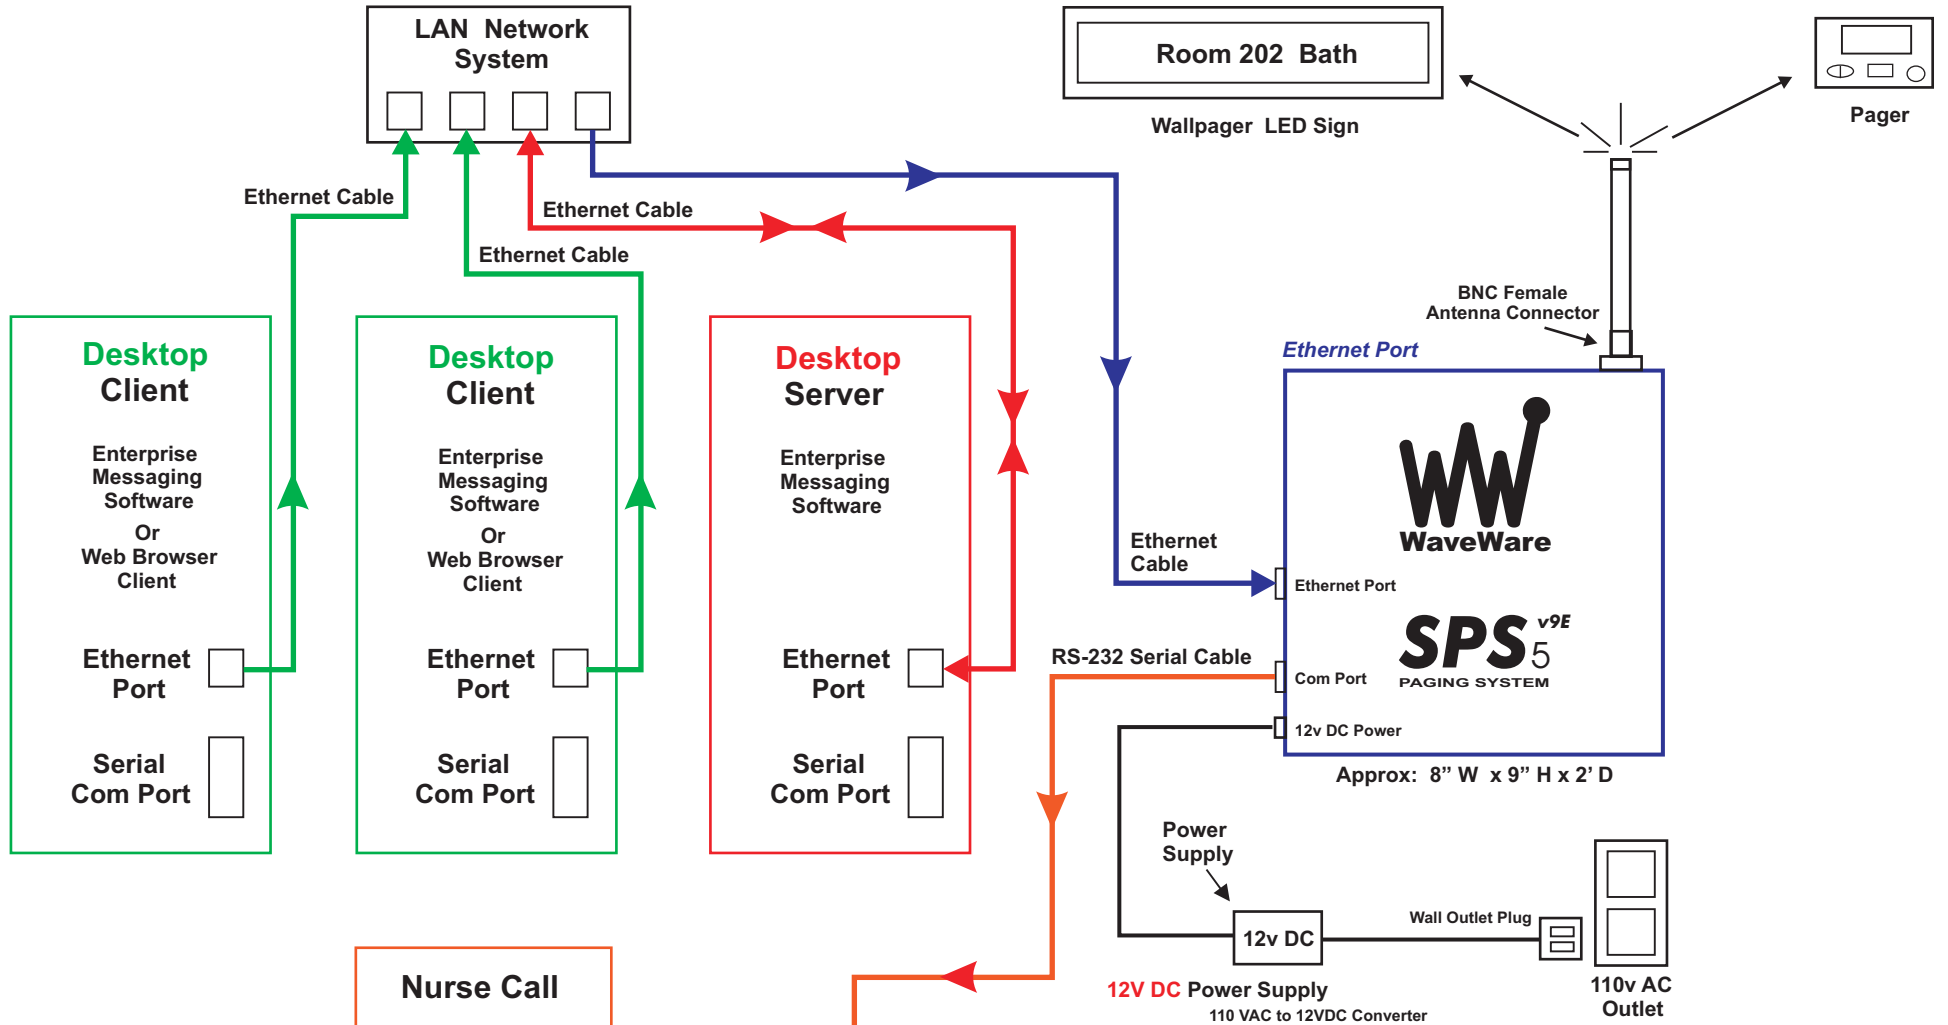 LAN Network
System
Room 202 Bath
Wallpager LED Sign
Pager
Ethernet Cable
Ethernet Cable
Ethernet Cable
BNC Female
Antenna Connector
Ethernet Port
Desktop
Client
Enterprise
Messaging
Software
Or
Web Browser
Client
Ethernet
Port
Serial
Com Port
Desktop
Client
Enterprise
Messaging
Software
Or
Web Browser
Client
Ethernet
Port
Serial
Com Port
Desktop
Server
Enterprise
Messaging
Software
Ethernet
Port
Serial
Com Port
Ethernet
Cable
RS-232 Serial Cable
WW
WaveWare
Ethernet Port
SPS 5 v9E
PAGING SYSTEM
Com Port
12v DC Power
Approx: 8” W x 9” H x 2’ D
Power
Supply
12v DC
Wall Outlet Plug
12V DC Power Supply
110 VAC to 12VDC Converter
110v AC
Outlet
Nurse Call